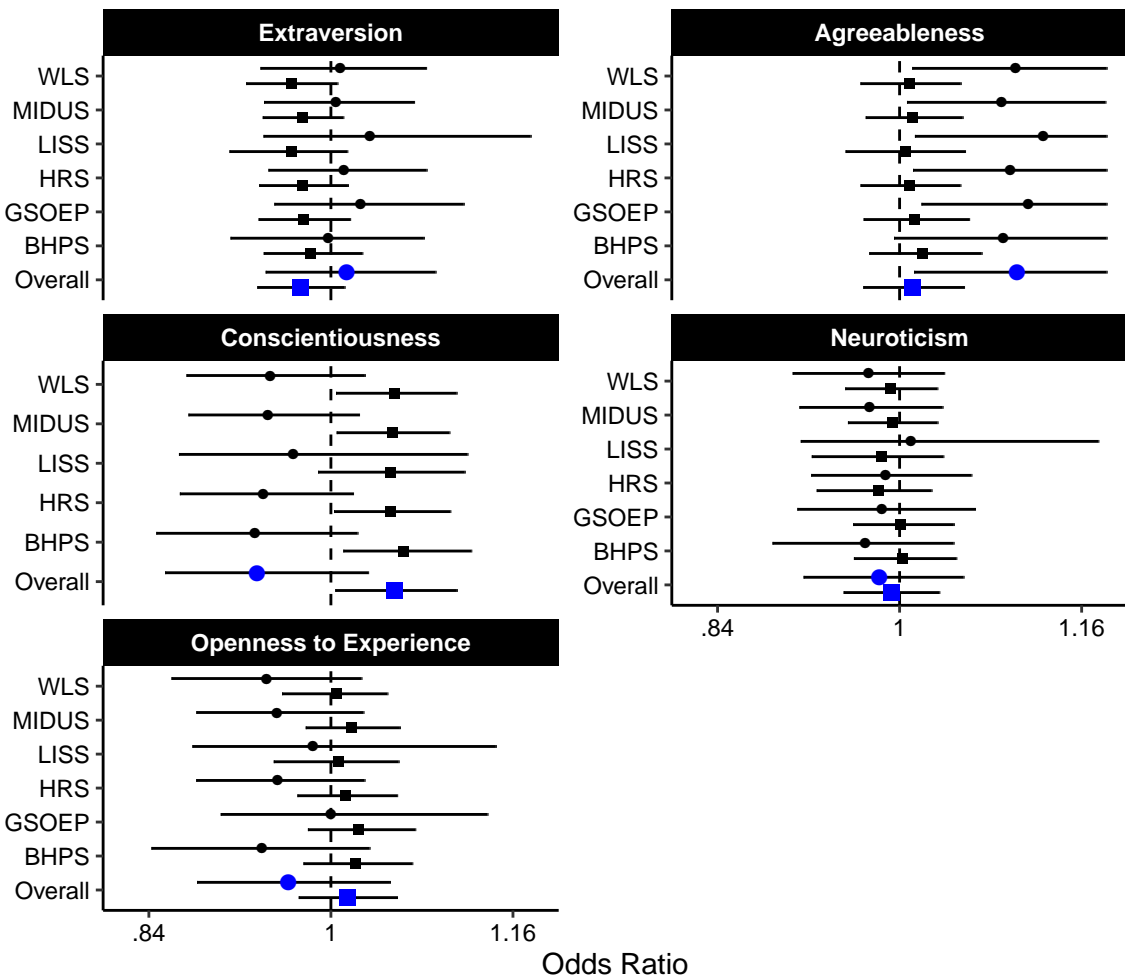 Extraversion
WLS
MIDUS
LISS
HRS
GSOEP
BHPS
Overall
Agreeableness
WLS
MIDUS
LISS
HRS
GSOEP
BHPS
Overall
Conscientiousness
WLS
MIDUS
LISS
HRS
BHPS
Overall
Neuroticism
WLS
MIDUS
LISS
HRS
GSOEP
BHPS
Overall
.84 1 1.16
Openness to Experience
WLS
MIDUS
LISS
HRS
GSOEP
BHPS
Overall
.84 1 1.16
Odds Ratio